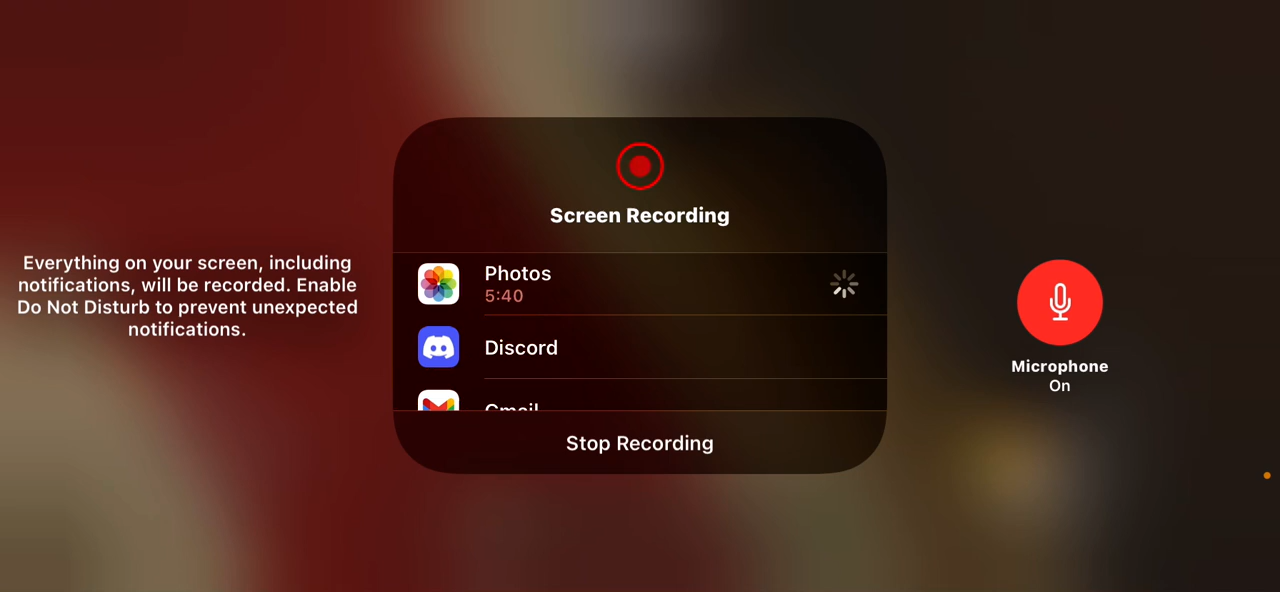 Screen Recording
Everything on your screen, including
notifications, will be recorded. Enable
Do Not Disturb to prevent unexpected
notifications.
Photos
5:40
Discord
Gmail
Stop Recording
Microphone
On